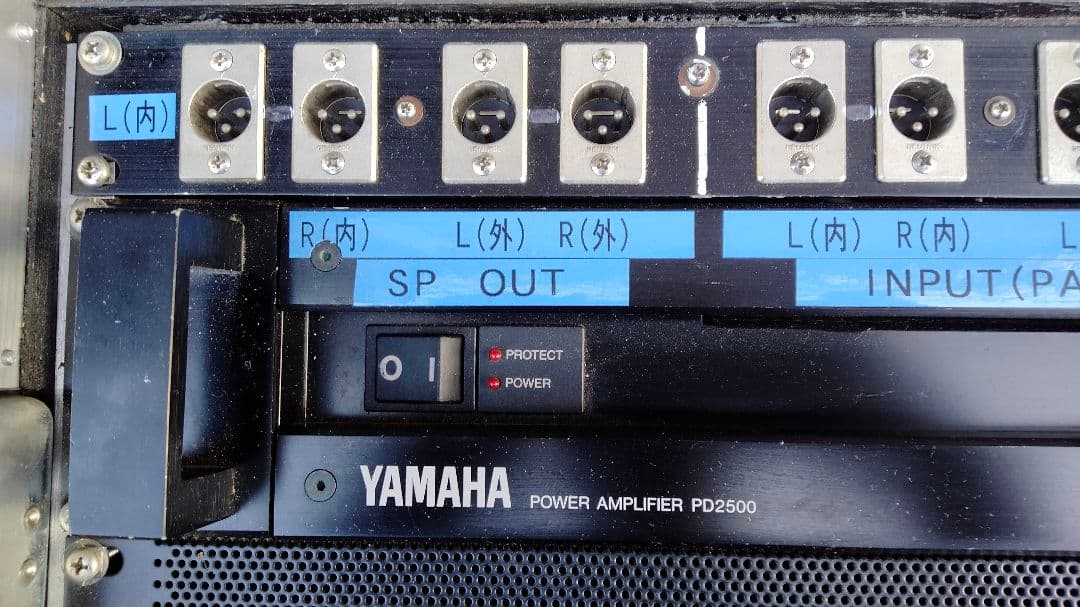 L(内)
R(内) L(外) R(外)
SP OUT
L(内) R(内) L
INPUT(PA
O I
PROTECT
POWER
YAMAHA POWER AMPLIFIER PD2500